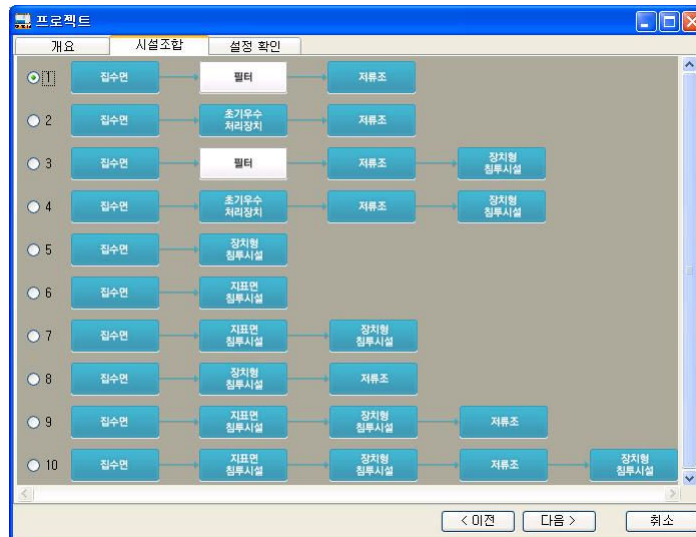 프로젝트
개요 시설조합 설정 확인
1 집수면 필터 저류조
2 집수면 초기우수 처리장치 저류조
3 집수면 필터 저류조 장치형 침투시설
4 집수면 초기우수 처리장치 저류조 장치형 침투시설
5 집수면 장치형 침투시설
6 집수면 지표면 침투시설
7 집수면 지표면 침투시설 장치형 침투시설
8 집수면 장치형 침투시설 저류조
9 집수면 지표면 침투시설 장치형 침투시설 저류조
10 집수면 지표면 침투시설 장치형 침투시설 저류조 장치형 침투시설
< 이전 다음 > 취소